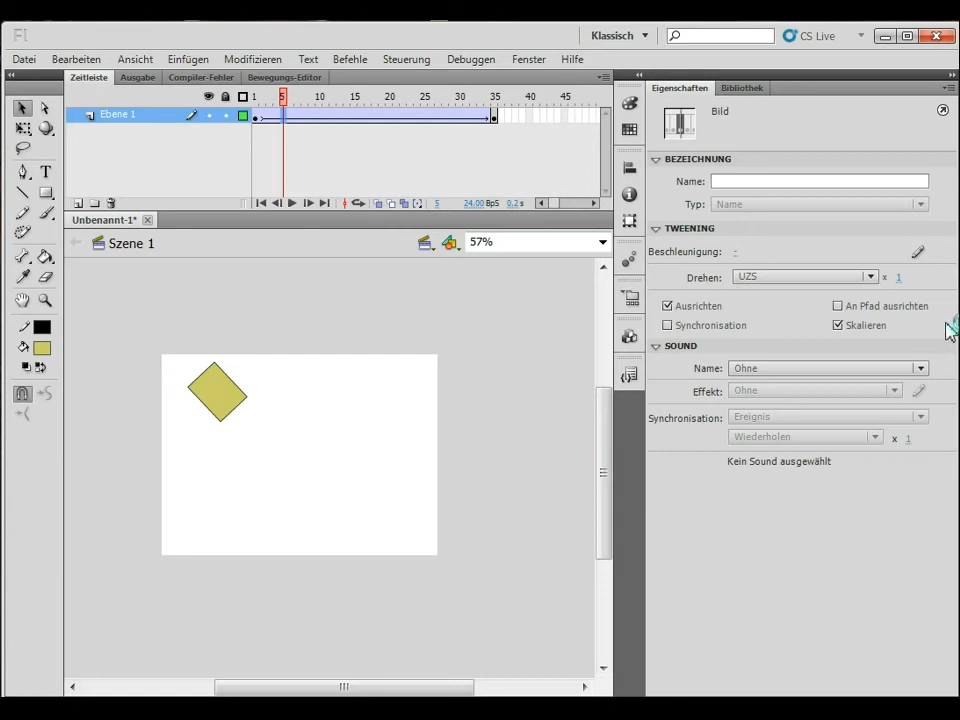 Fl
Klassisch
CS Live
Datei Bearbeiten Ansicht Einfügen Modifizieren Text Befehle Steuerung Debuggen Fenster Hilfe
Zeitleiste Ausgabe Compiler-Fehler Bewegungs-Editor
1 5 10 15 20 25 30 35 40 45
Ebene 1
5 24,00 BPS 0,2 s
Unbenannt-1*
Szene 1
57%
Eigenschaften Bibliothek
Bild
BEZEICHNUNG
Name:
Typ: Name
TWEENING
Beschleunigung: -
Drehen: UZS x 1
Ausrichten An Pfad ausrichten
Synchronisation Skalieren
SOUND
Name: Ohne
Effekt: Ohne
Synchronisation: Ereignis
Wiederholen x 1
Kein Sound ausgewählt